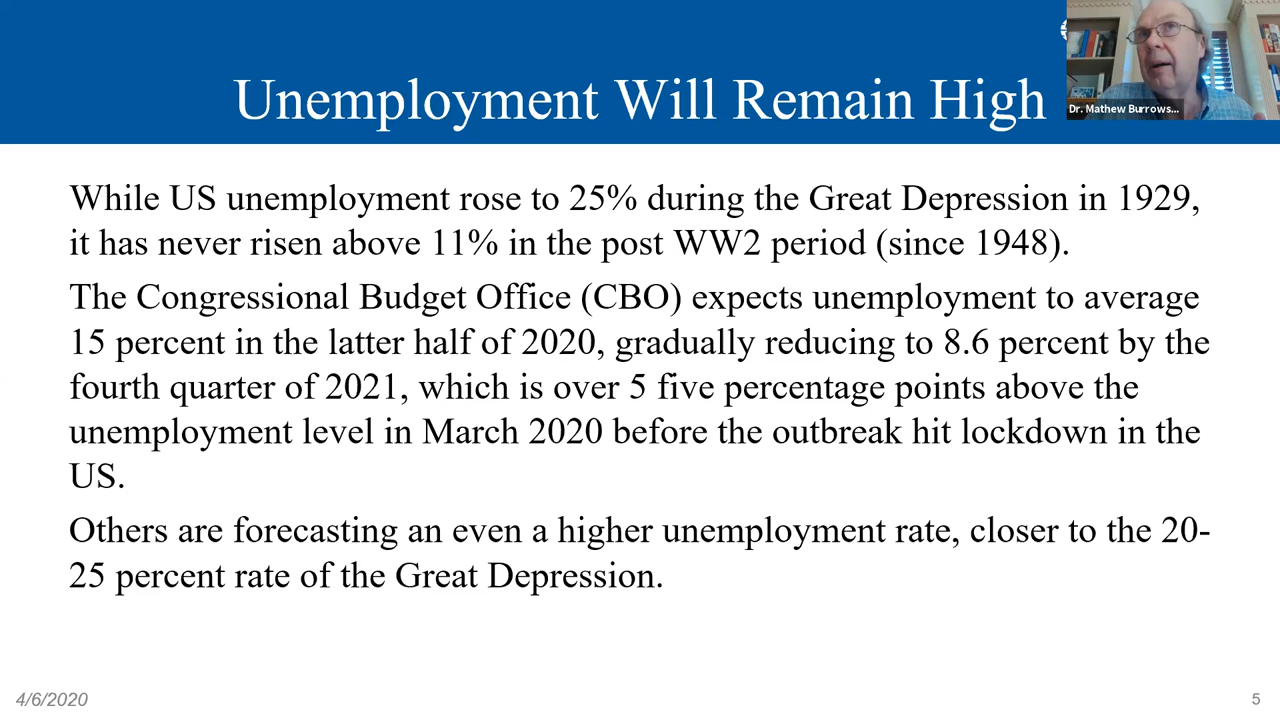 Unemployment Will Remain High
Dr. Mathew Burrows...
While US unemployment rose to 25% during the Great Depression in 1929,
it has never risen above 11% in the post WW2 period (since 1948).
The Congressional Budget Office (CBO) expects unemployment to average
15 percent in the latter half of 2020, gradually reducing to 8.6 percent by the
fourth quarter of 2021, which is over 5 five percentage points above the
unemployment level in March 2020 before the outbreak hit lockdown in the
US.
Others are forecasting an even a higher unemployment rate, closer to the 20-
25 percent rate of the Great Depression.
4/6/2020
5